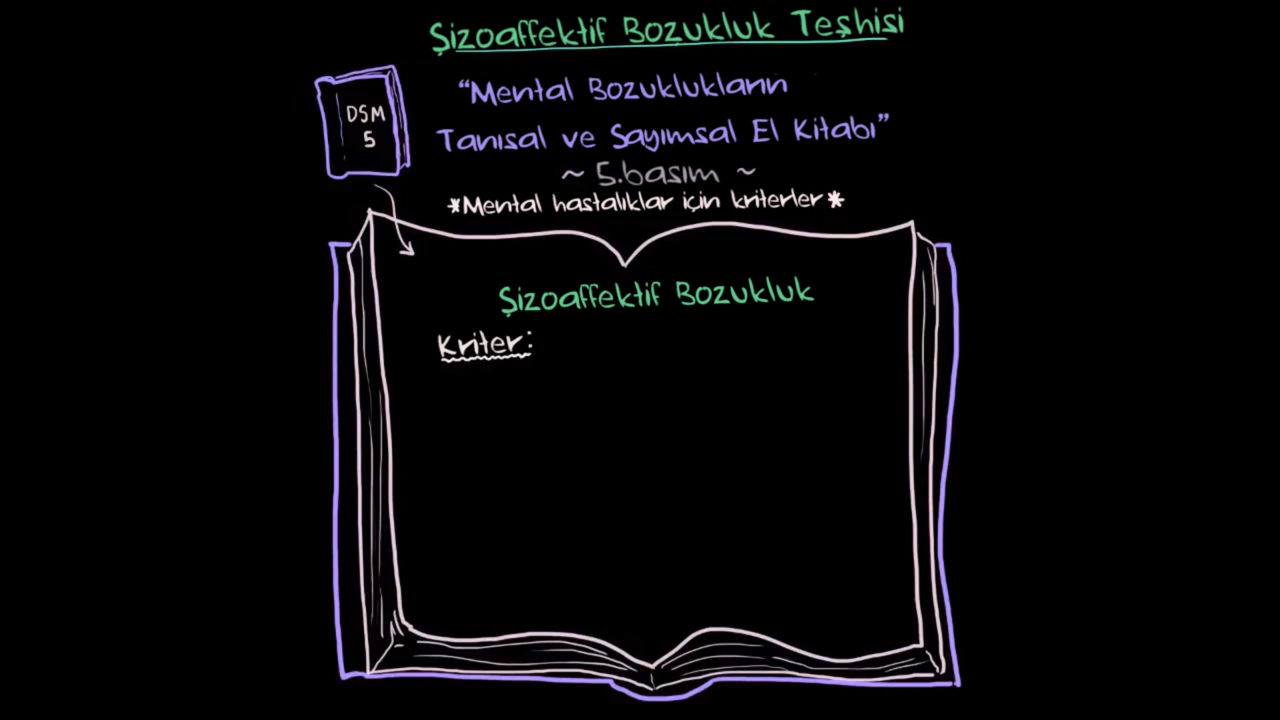 Şizoaffektif Bozukluk Teşhisi
DSM
5
"Mental Bozuklukların
Tanısal ve Sayımsal El Kitabı"
~ 5.basım ~
*Mental hastalıklar için kriterler*
Şizoaffektif Bozukluk
Kriter: